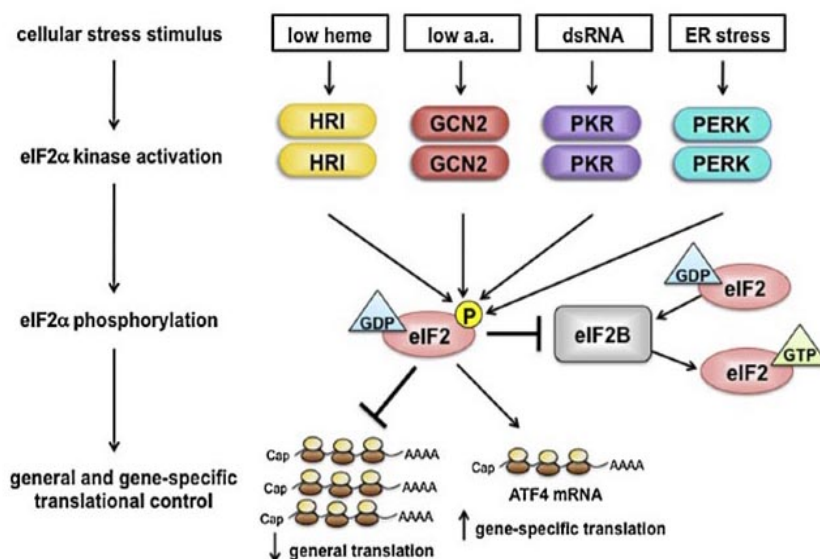 cellular stress stimulus
low heme
low a.a.
dsRNA
ER stress
HRI
GCN2
PKR
PERK
HRI
GCN2
PKR
PERK
eIF2α kinase activation
GDP
eIF2
P
GDP
eIF2
eIF2α phosphorylation
eIF2B
GTP
eIF2
Cap
AAAA
Cap
AAAA
Cap
AAAA
Cap
AAAA
ATF4 mRNA
general and gene-specific
translational control
↓ general translation
↑ gene-specific translation